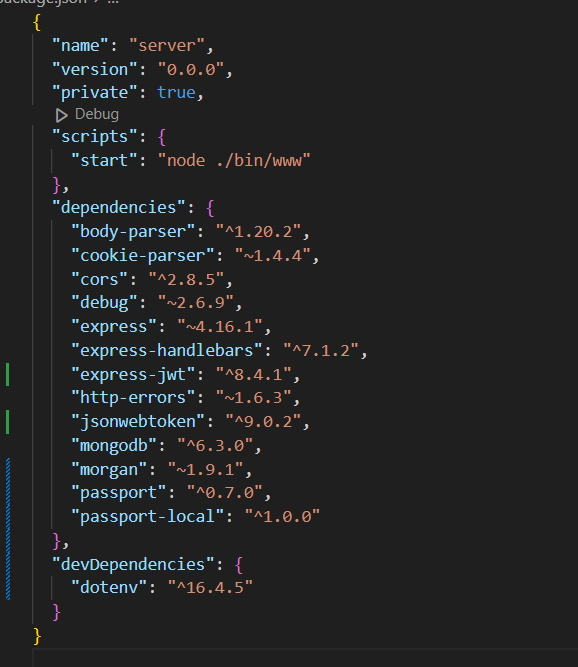 package.json > ...
{
"name": "server",
"version": "0.0.0",
"private": true,
Debug
"scripts": {
"start": "node ./bin/www"
},
"dependencies": {
"body-parser": "^1.20.2",
"cookie-parser": "~1.4.4",
"cors": "^2.8.5",
"debug": "~2.6.9",
"express": "~4.16.1",
"express-handlebars": "^7.1.2",
"express-jwt": "^8.4.1",
"http-errors": "~1.6.3",
"jsonwebtoken": "^9.0.2",
"mongodb": "^6.3.0",
"morgan": "~1.9.1",
"passport": "^0.7.0",
"passport-local": "^1.0.0"
},
"devDependencies": {
"dotenv": "^16.4.5"
}
}